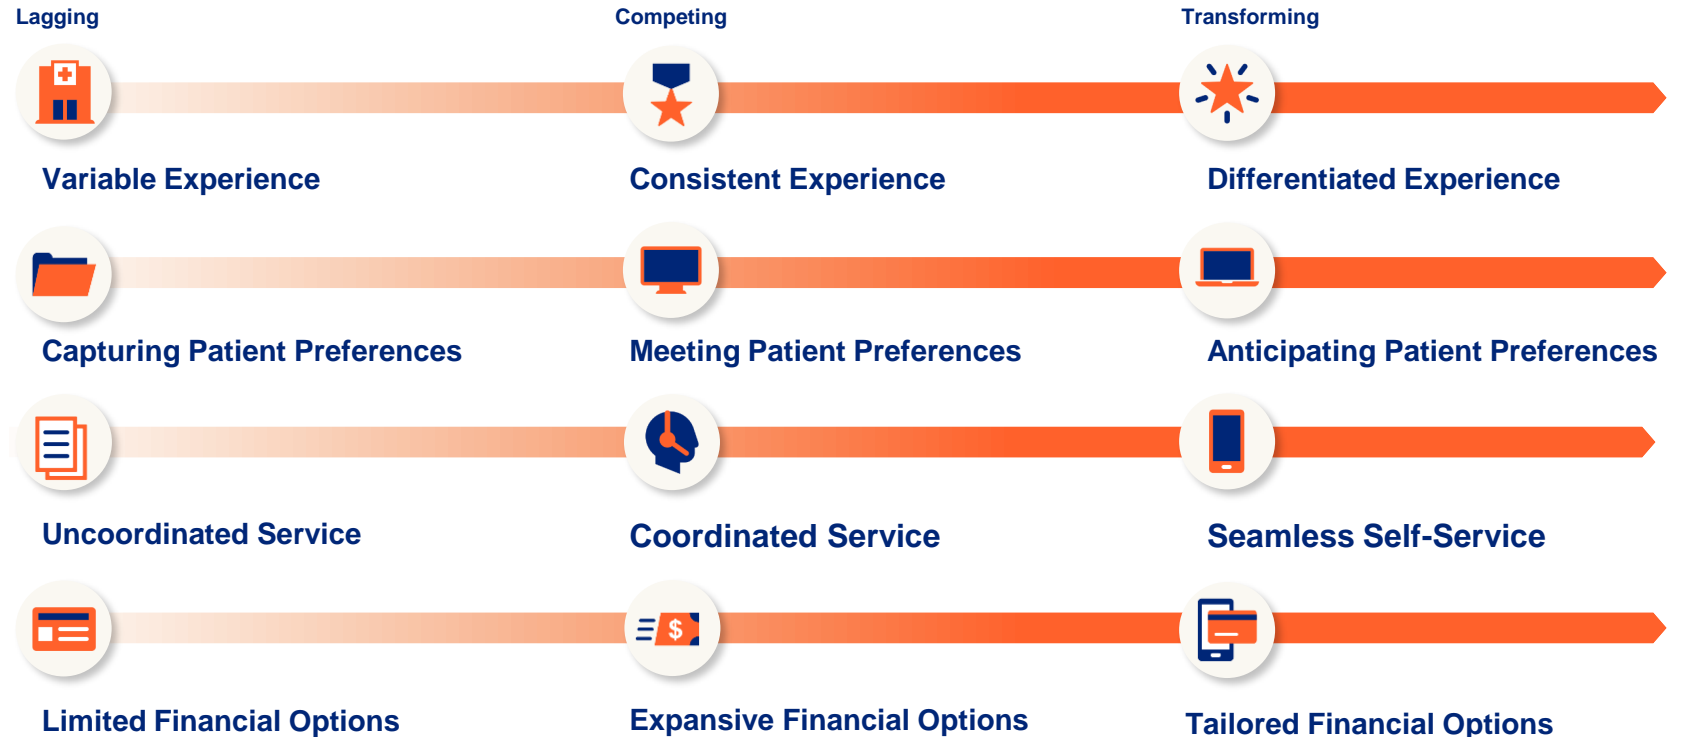 Lagging
Competing
Transforming
Variable Experience
Consistent Experience
Differentiated Experience
Capturing Patient Preferences
Meeting Patient Preferences
Anticipating Patient Preferences
Uncoordinated Service
Coordinated Service
Seamless Self-Service
$
Limited Financial Options
Expansive Financial Options
Tailored Financial Options